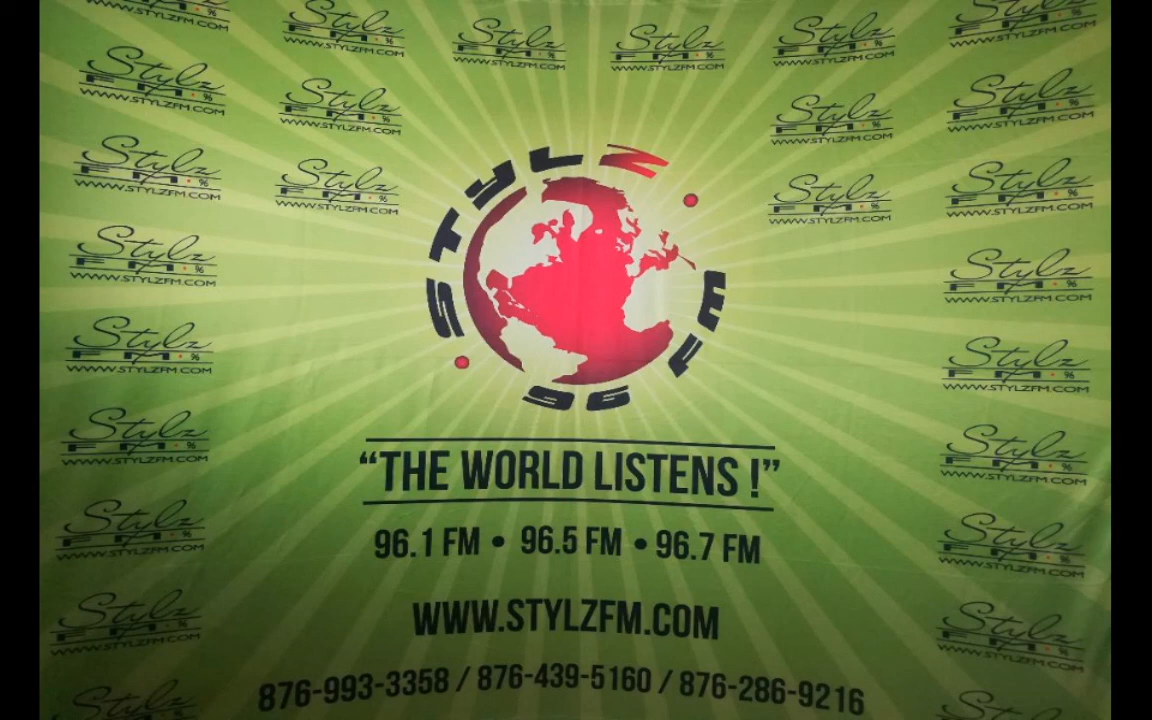 Stylz
WWW.STYLZFM.COM
STYLZ FM 96
“THE WORLD LISTENS !”
96.1 FM • 96.5 FM • 96.7 FM
WWW.STYLZFM.COM
876-993-3358 / 876-439-5160 / 876-286-9216